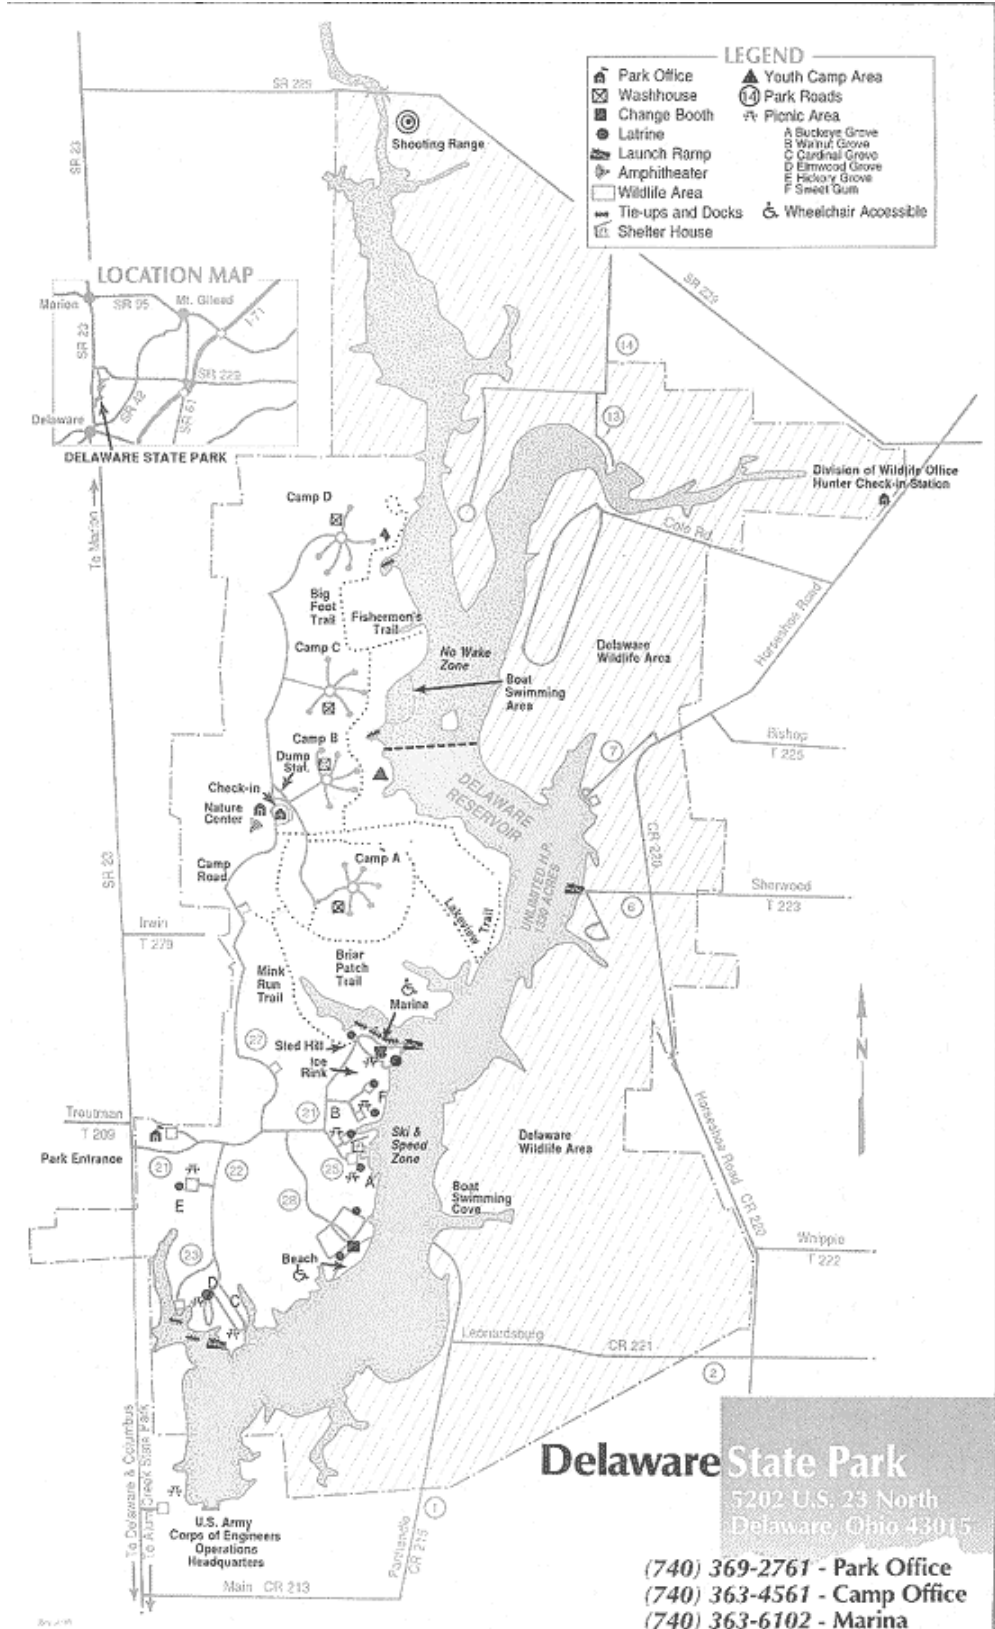 LEGEND
Park Office
Washhouse
Change Booth
Latrine
Launch Ramp
Amphitheater
Wildlife Area
Tie-ups and Docks
Shelter House
Youth Camp Area
14 Park Roads
Picnic Area
A Buckeye Grove
B Walnut Grove
C Cardinal Grove
D Elmwood Grove
E Hickory Grove
F Sweet Gum
Wheelchair Accessible
SR 229
SR 23
Shooting Range
SR 229
LOCATION MAP
Marion
SR 95
Mt. Gilead
I-71
SR 23
SR 229
SR 42
SR 61
Delaware
DELAWARE STATE PARK
14
13
Division of Wildlife Office
Hunter Check-in Station
To Marion
Camp D
Cole Rd.
Big
Foot
Trail
Fishermen's
Trail
Horseshoe Road
Camp C
No Wake
Zone
Delaware
Wildlife Area
Boat
Swimming
Area
Camp B
Dump
Stat.
Bishop
T 225
7
Check-in
Nature
Center
DELAWARE
RESERVOIR
CR 220
Camp A
Camp
Road
SR 23
UNLIMITED H.P.
1330 ACRES
Sherwood
T 223
6
Lakeview Trail
Irwin
T 279
Briar
Patch
Trail
Mink
Run
Trail
Marina
Sled Hill
Ice
Rink
27
N
Troutman
T 209
21
B
F
Horseshoe Road CR 220
Park Entrance
21
22
25
A
Ski &
Speed
Zone
Delaware
Wildlife Area
E
28
Boat
Swimming
Cove
Whipple
T 222
23
Beach
D
C
Leonardsburg
CR 221
2
To Delaware & Columbus
To Alum Creek State Park
U.S. Army
Corps of Engineers
Operations
Headquarters
1
CR 215
Main CR 213
Delaware State Park
5202 U.S. 23 North
Delaware, Ohio 43015
(740) 369-2761 - Park Office
(740) 363-4561 - Camp Office
(740) 363-6102 - Marina